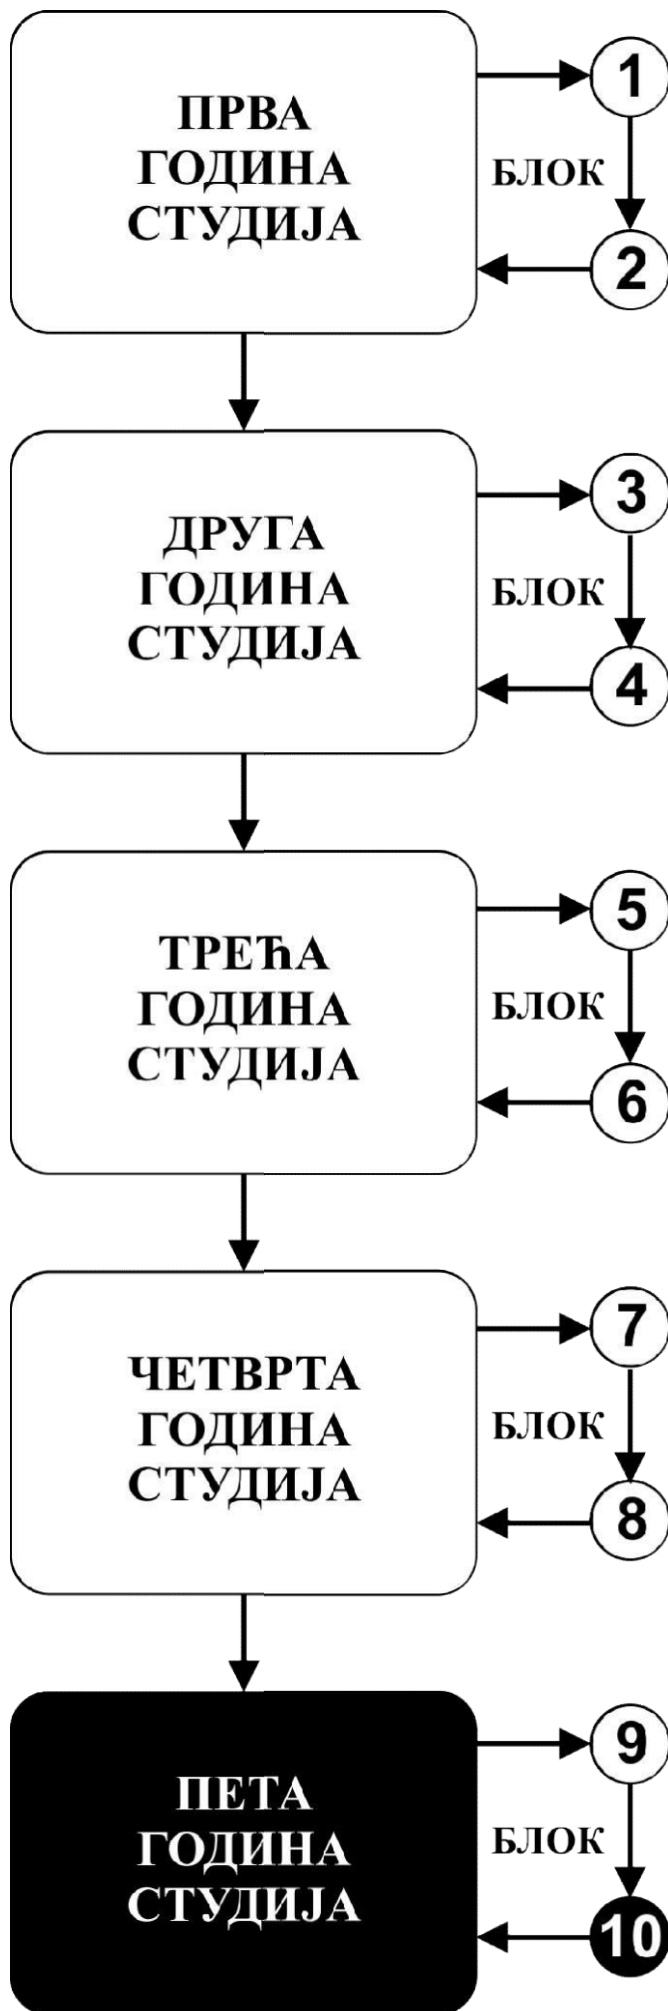 ПРВА
ГОДИНА
СТУДИЈА
1
БЛОК
2
ДРУГА
ГОДИНА
СТУДИЈА
3
БЛОК
4
ТРЕЋА
ГОДИНА
СТУДИЈА
5
БЛОК
6
ЧЕТВРТА
ГОДИНА
СТУДИЈА
7
БЛОК
8
ПЕТА
ГОДИНА
СТУДИЈА
9
БЛОК
10